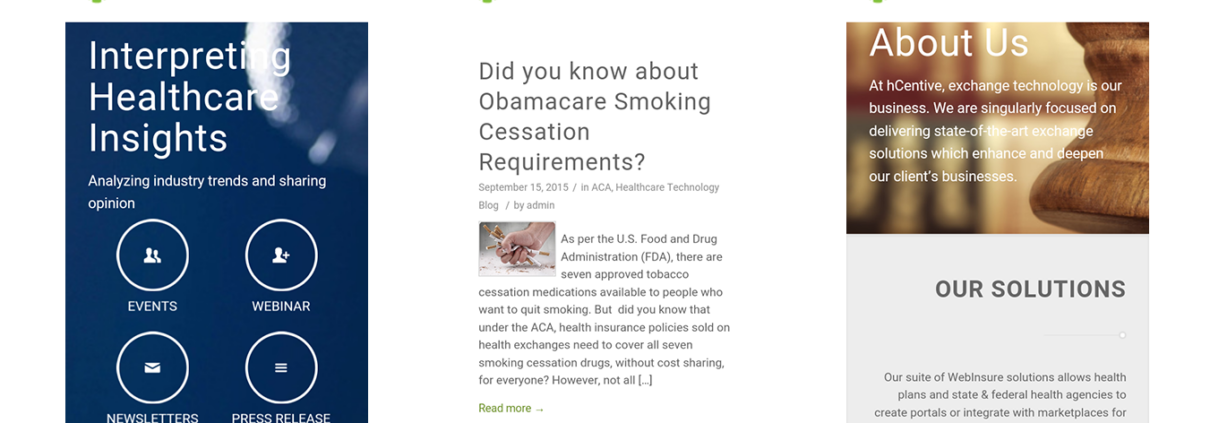 Interpreting
Healthcare
Insights
Analyzing industry trends and sharing
opinion
EVENTS
WEBINAR
NEWSLETTERS
PRESS RELEASE
Did you know about
Obamacare Smoking
Cessation
Requirements?
September 15, 2015 / in ACA, Healthcare Technology
Blog / by admin
As per the U.S. Food and Drug
Administration (FDA), there are
seven approved tobacco
cessation medications available to people who
want to quit smoking. But did you know that
under the ACA, health insurance policies sold on
health exchanges need to cover all seven
smoking cessation drugs, without cost sharing,
for everyone? However, not all [...]
Read more →
About Us
At hCentive, exchange technology is our
business. We are singularly focused on
delivering state-of-the-art exchange
solutions which enhance and deepen
our client's businesses.
OUR SOLUTIONS
Our suite of WebInsure solutions allows health
plans and state & federal health agencies to
create portals or integrate with marketplaces for